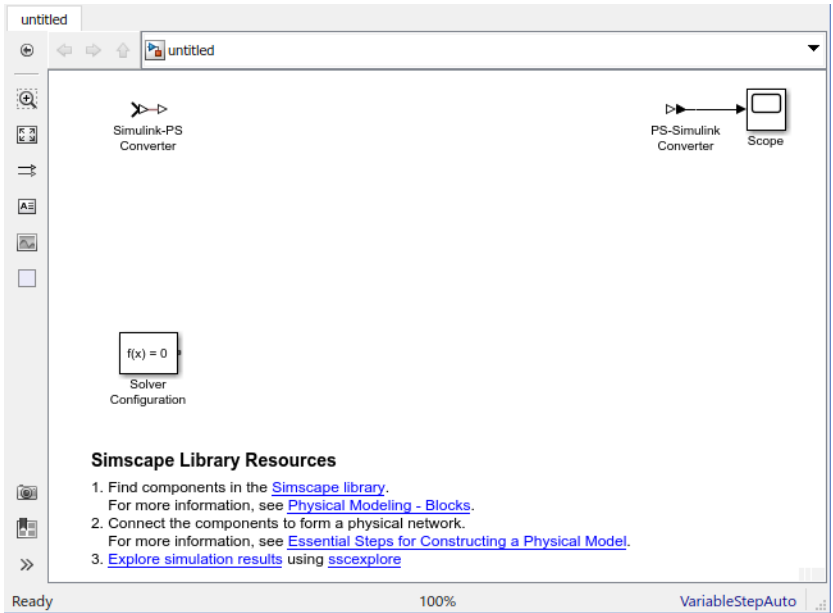 untitled
untitled
Simulink-PS
Converter
PS-Simulink
Converter
Scope
f(x) = 0
Solver
Configuration
Simscape Library Resources
1. Find components in the Simscape library.
For more information, see Physical Modeling - Blocks.
2. Connect the components to form a physical network.
For more information, see Essential Steps for Constructing a Physical Model.
3. Explore simulation results using sscexplore
Ready 100% VariableStepAuto